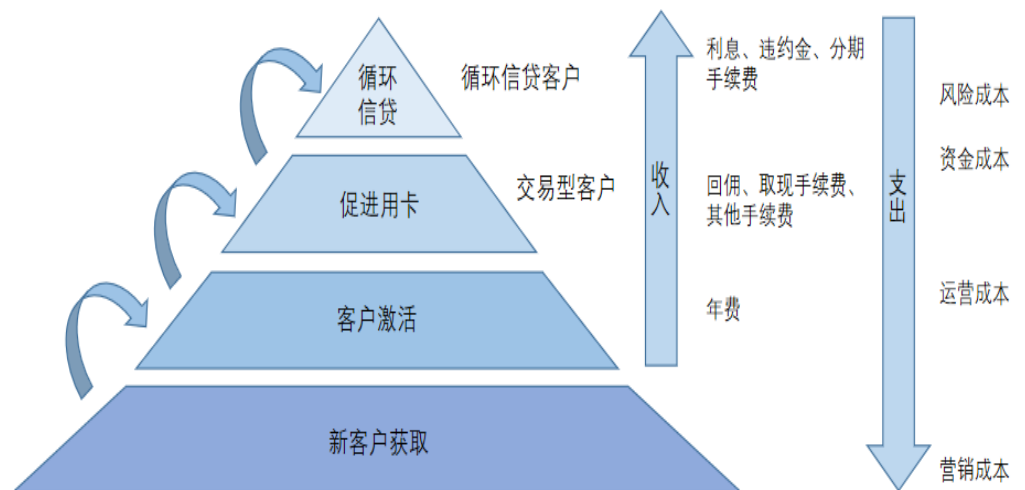 循环
信贷
循环信贷客户
促进用卡
交易型客户
客户激活
新客户获取
收
入
利息、违约金、分期
手续费
回佣、取现手续费、
其他手续费
年费
支
出
风险成本
资金成本
运营成本
营销成本